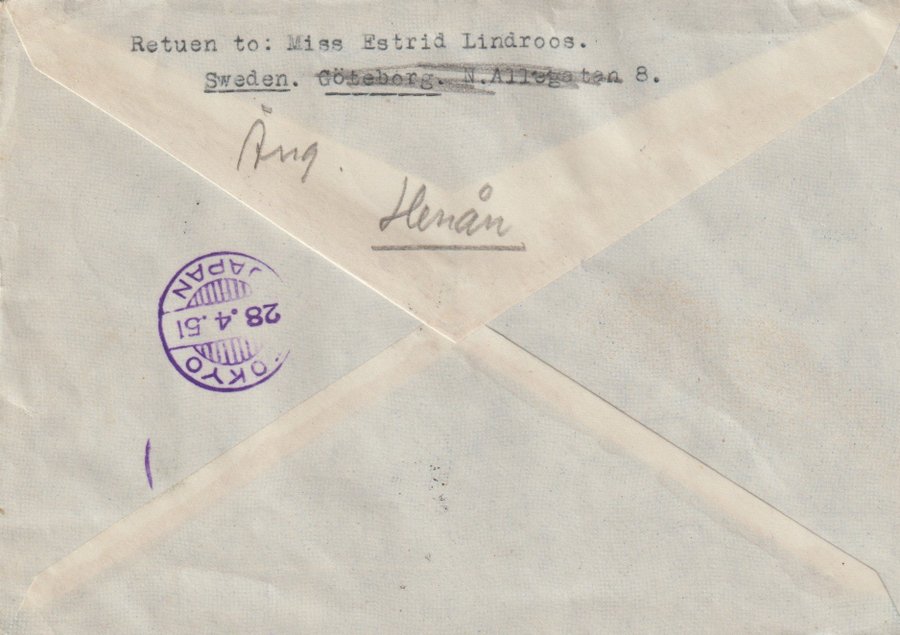 Retuen to: Miss Estrid Lindroos.
Sweden. Göteborg. N.Allegatan 8.
Äng.
Henån
JAPAN
28.4.51
TOKYO